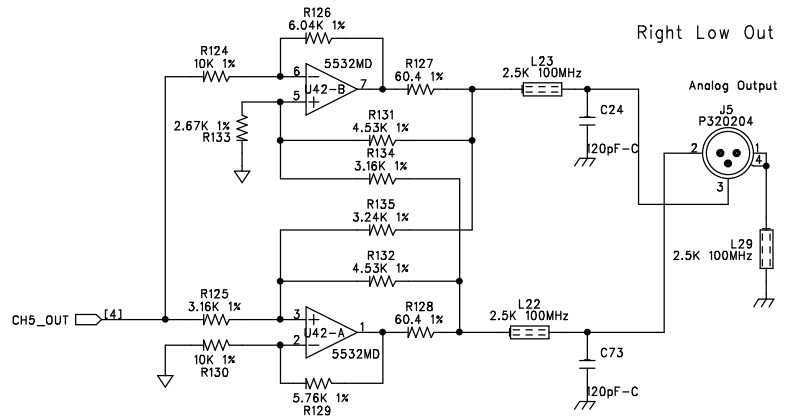 R126
6.04K 1%
Right Low Out
R124
10K 1%
5532MD
R127
60.4 1%
L23
2.5K 100MHz
6
7
U42-B
5
Analog Output
J5
P320204
C24
2.67K 1%
R133
R131
4.53K 1%
R134
3.16K 1%
120pF-C
2
1
4
3
R135
3.24K 1%
L29
2.5K 100MHz
R132
4.53K 1%
R125
3.16K 1%
R128
60.4 1%
L22
2.5K 100MHz
CH5_OUT
[4]
3
1
U42-A
2
5532MD
10K 1%
R130
C73
5.76K 1%
R129
120pF-C